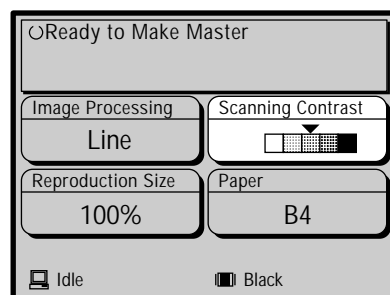 Ready to Make Master
Image Processing
Line
Scanning Contrast
Reproduction Size
100%
Paper
B4
Idle
Black